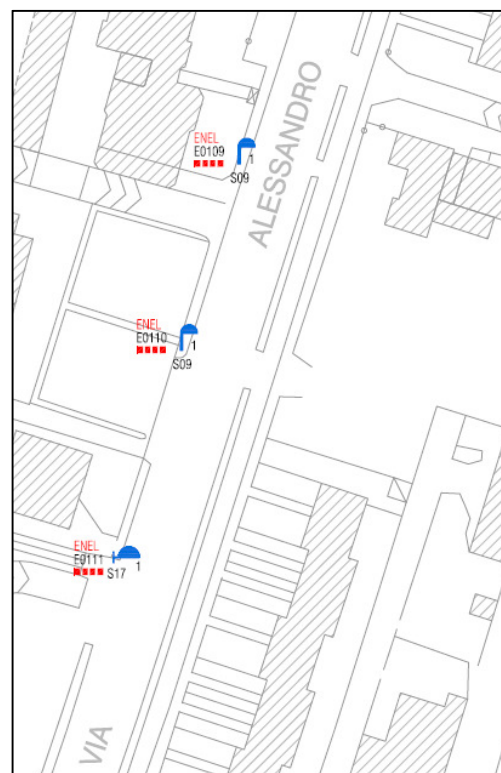 ALESSANDRO
ENEL
E0109
1
S09
ENEL
E0110
1
S09
ENEL
E0111
S17
1
VIA